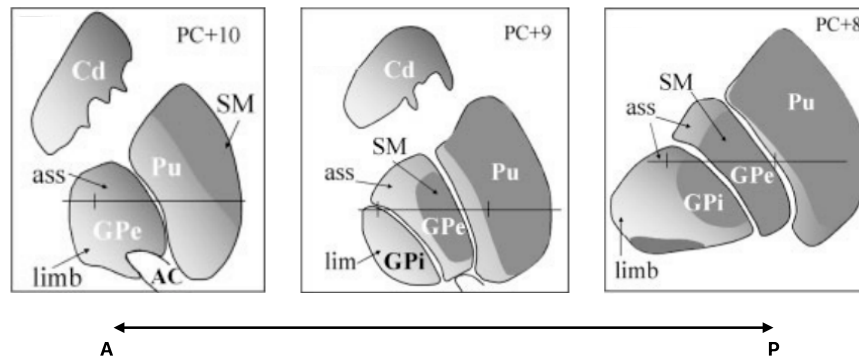 PC+10
Cd
SM
Pu
ass
GPe
limb
AC
PC+9
Cd
SM
ass
Pu
GPe
lim
GPi
PC+8
SM
Pu
ass
GPe
GPi
limb
A
P